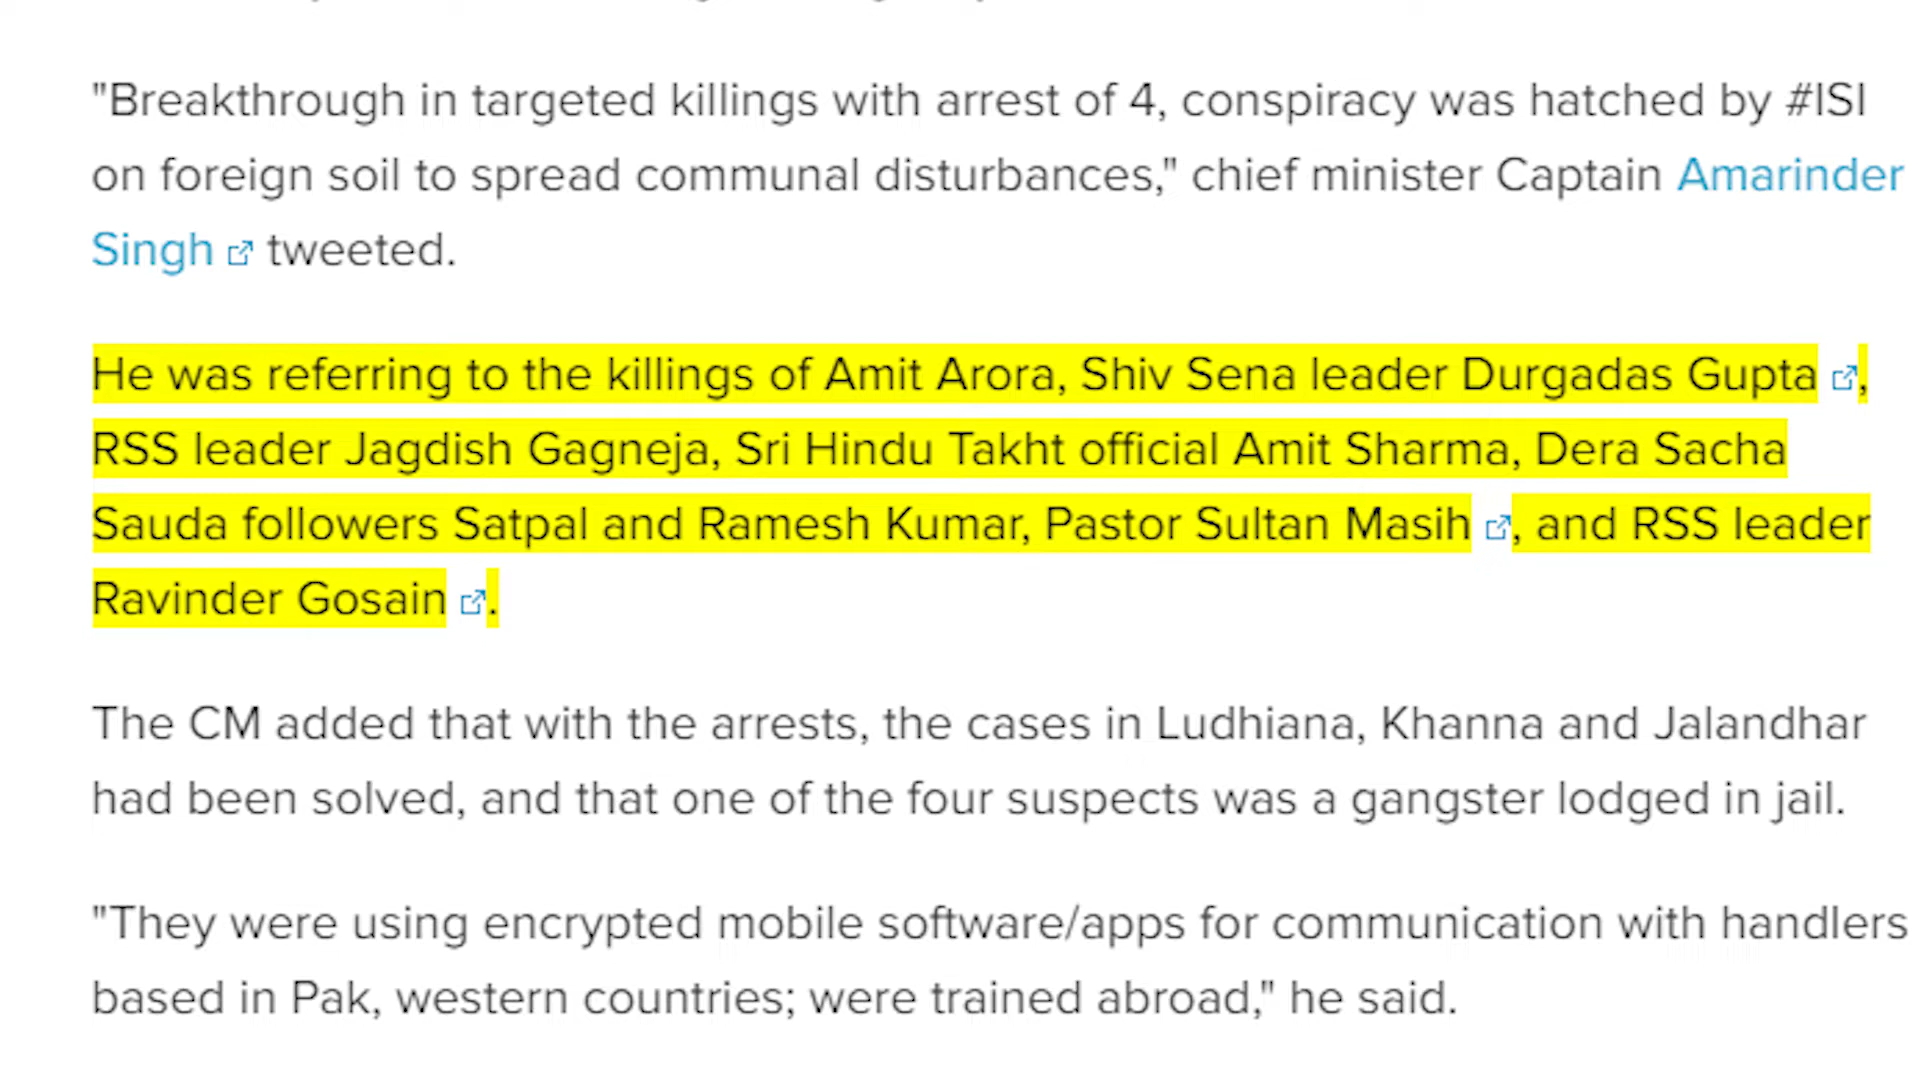 "Breakthrough in targeted killings with arrest of 4, conspiracy was hatched by #ISI
on foreign soil to spread communal disturbances," chief minister Captain Amarinder
Singh tweeted.
He was referring to the killings of Amit Arora, Shiv Sena leader Durgadas Gupta,
RSS leader Jagdish Gagneja, Sri Hindu Takht official Amit Sharma, Dera Sacha
Sauda followers Satpal and Ramesh Kumar, Pastor Sultan Masih, and RSS leader
Ravinder Gosain.
The CM added that with the arrests, the cases in Ludhiana, Khanna and Jalandhar
had been solved, and that one of the four suspects was a gangster lodged in jail.
"They were using encrypted mobile software/apps for communication with handlers
based in Pak, western countries; were trained abroad," he said.